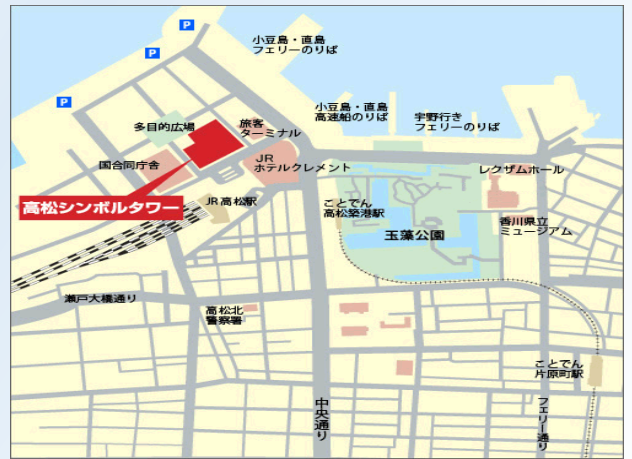 P
P
P
小豆島・直島
フェリーのりば
小豆島・直島
高速船のりば
宇野行き
フェリーのりば
多目的広場
旅客
ターミナル
国合同庁舎
JR
ホテルクレメント
レクザムホール
高松シンボルタワー
JR高松駅
ことでん
高松築港駅
玉藻公園
香川県立
ミュージアム
瀬戸大橋通り
高松北
警察署
ことでん
片原町駅
中央通り
フェリー通り